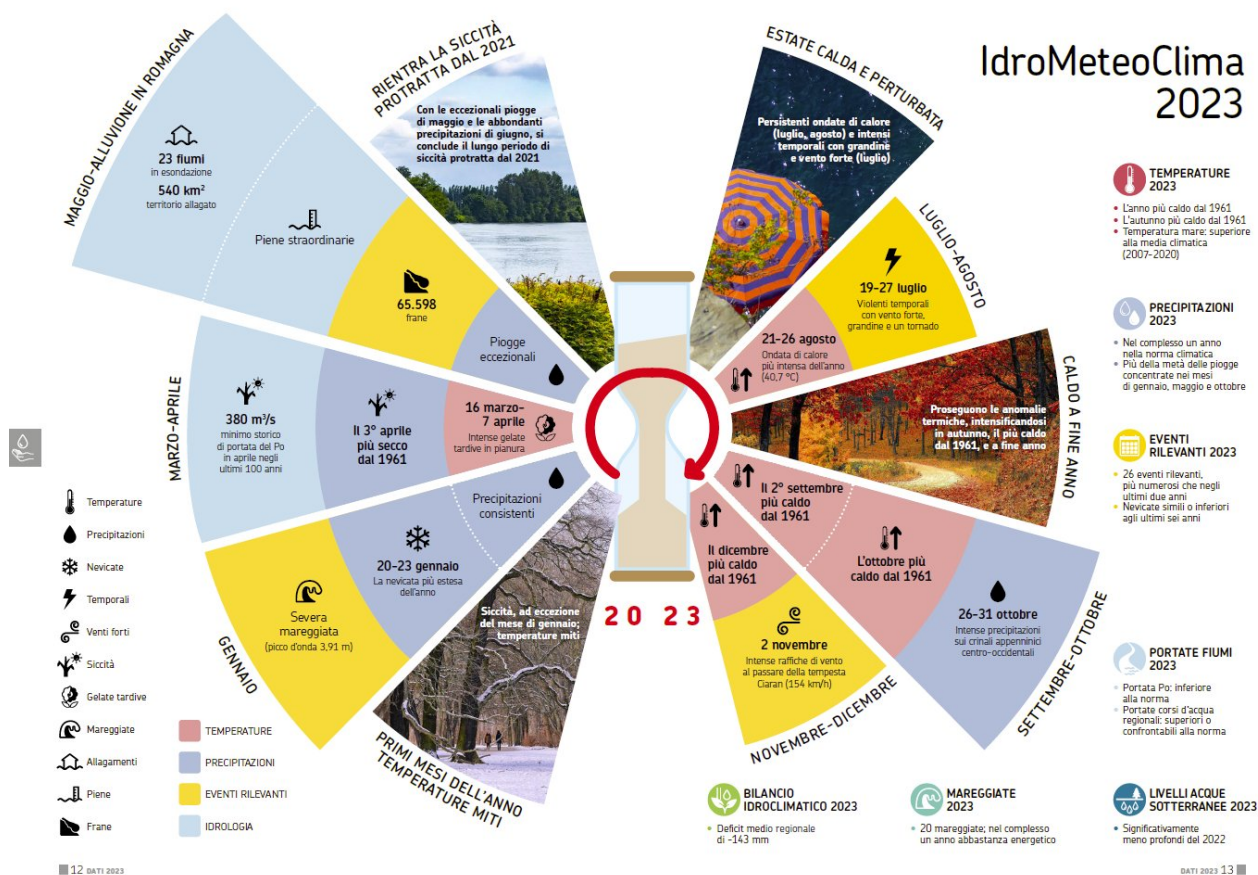 IdroMeteoClima
2023
MAGGIO-ALLUVIONE IN ROMAGNA
23 fiumi
in esondazione
540 km²
territorio allagato
Piene straordinarie
65.598
frane
Piogge
eccezionali
RIENTRA LA SICCITÀ
PROTRATTA DAL 2021
Con le eccezionali piogge
di maggio e le abbondanti
precipitazioni di giugno, si
conclude il lungo periodo di
siccità protratta dal 2021
ESTATE CALDA E PERTURBATA
Persistenti ondate di calore
(luglio, agosto) e intensi
temporali con grandine
e vento forte (luglio)
LUGLIO-AGOSTO
19-27 luglio
Violenti temporali
con vento forte,
grandine e un tornado
21-26 agosto
Ondata di calore
più intensa dell'anno
(40,7 °C)
CALDO A FINE ANNO
Proseguono le anomalie
termiche, intensificandosi
in autunno, il più caldo
dal 1961, e a fine anno
MARZO-APRILE
380 m³/s
minimo storico
di portata del Po
in aprile negli
ultimi 100 anni
Il 3° aprile
più secco
dal 1961
16 marzo-
7 aprile
Intense gelate
tardive in pianura
GENNAIO
Severa
mareggiata
(picco d'onda 3,91 m)
20-23 gennaio
La nevicata più estesa
dell'anno
Precipitazioni
consistenti
PRIMI MESI DELL'ANNO
TEMPERATURE MITI
Siccità, ad eccezione
del mese di gennaio;
temperature miti
20 23
SETTEMBRE-OTTOBRE
Il 2° settembre
più caldo
dal 1961
L'ottobre più
caldo dal 1961
26-31 ottobre
Intense precipitazioni
sui crinali appenninici
centro-occidentali
NOVEMBRE-DICEMBRE
Il dicembre
più caldo
dal 1961
2 novembre
Intense raffiche di vento
al passare della tempesta
Ciaran (154 km/h)
Temperature
Precipitazioni
Nevicate
Temporali
Venti forti
Siccità
Gelate tardive
Mareggiate
Allagamenti
Piene
Frane
TEMPERATURE
PRECIPITAZIONI
EVENTI RILEVANTI
IDROLOGIA
TEMPERATURE
2023
• L'anno più caldo dal 1961
• L'autunno più caldo dal 1961
• Temperatura mare: superiore
alla media climatica
(2007-2020)
PRECIPITAZIONI
2023
• Nel complesso un anno
nella norma climatica
• Più della metà delle piogge
concentrate nei mesi
di gennaio, maggio e ottobre
EVENTI
RILEVANTI 2023
• 26 eventi rilevanti,
più numerosi che negli
ultimi due anni
• Nevicate simili o inferiori
agli ultimi sei anni
PORTATE FIUMI
2023
• Portata Po: inferiore
alla norma
• Portate corsi d'acqua
regionali: superiori o
confrontabili alla norma
BILANCIO
IDROCLIMATICO 2023
• Deficit medio regionale
di -143 mm
MAREGGIATE
2023
• 20 mareggiate; nel complesso
un anno abbastanza energetico
LIVELLI ACQUE
SOTTERRANEE 2023
• Significativamente
meno profondi del 2022
12 DATI 2023
DATI 2023 13